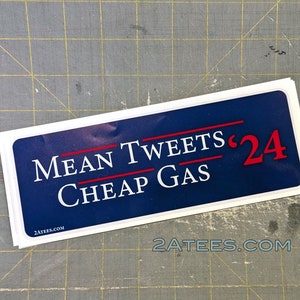 MEAN TWEETS
CHEAP GAS
'24
2ATEES.COM
2ATEES.COM